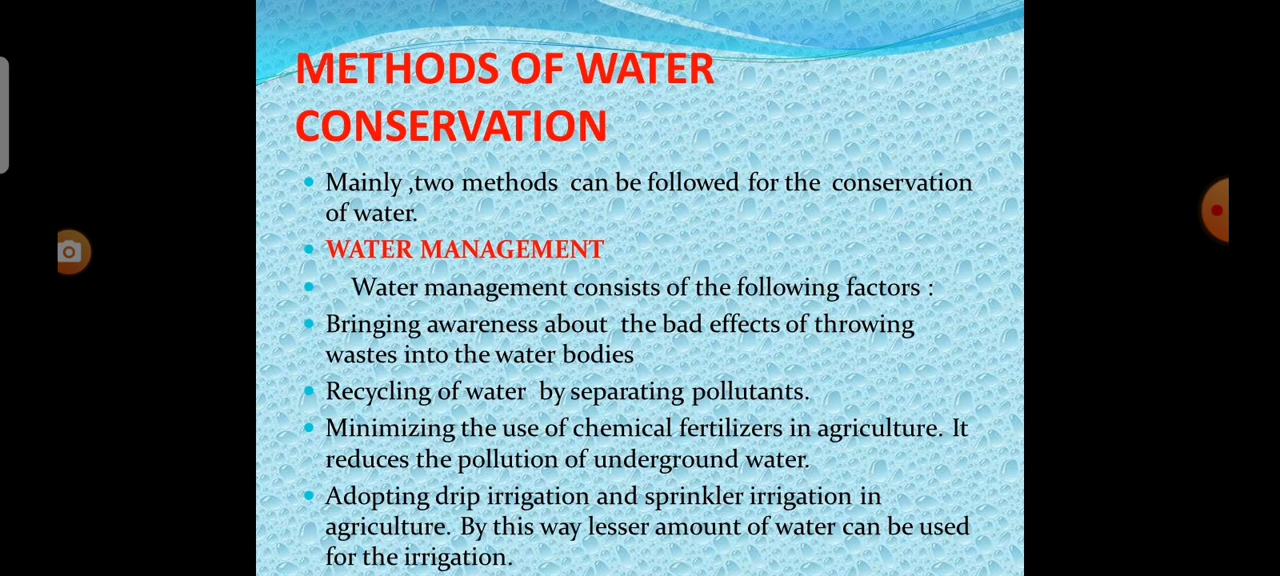 METHODS OF WATER
CONSERVATION
Mainly ,two methods can be followed for the conservation
of water.
WATER MANAGEMENT
Water management consists of the following factors :
Bringing awareness about the bad effects of throwing
wastes into the water bodies
Recycling of water by separating pollutants.
Minimizing the use of chemical fertilizers in agriculture. It
reduces the pollution of underground water.
Adopting drip irrigation and sprinkler irrigation in
agriculture. By this way lesser amount of water can be used
for the irrigation.